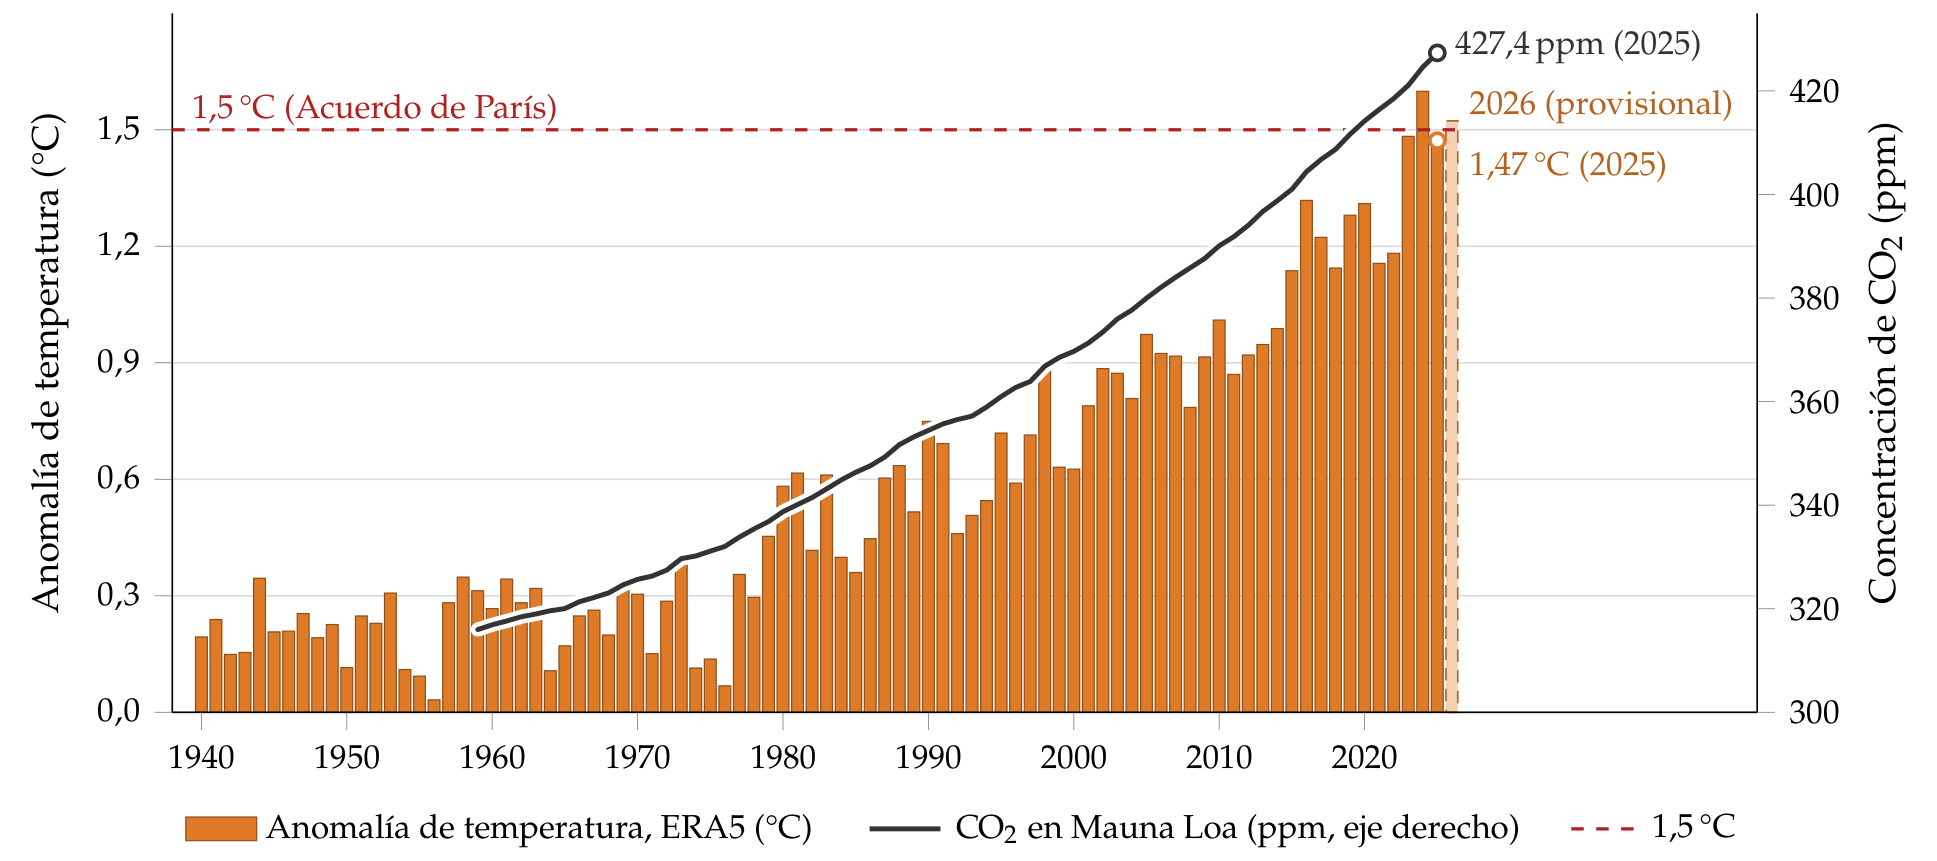 427,4 ppm (2025)
1,5 °C (Acuerdo de París)
2026 (provisional)
1,47 °C (2025)
Anomalía de temperatura (°C)
1,5
1,2
0,9
0,6
0,3
0,0
420
400
380
360
340
320
300
Concentración de CO₂ (ppm)
1940 1950 1960 1970 1980 1990 2000 2010 2020
Anomalía de temperatura, ERA5 (°C) CO₂ en Mauna Loa (ppm, eje derecho) 1,5 °C